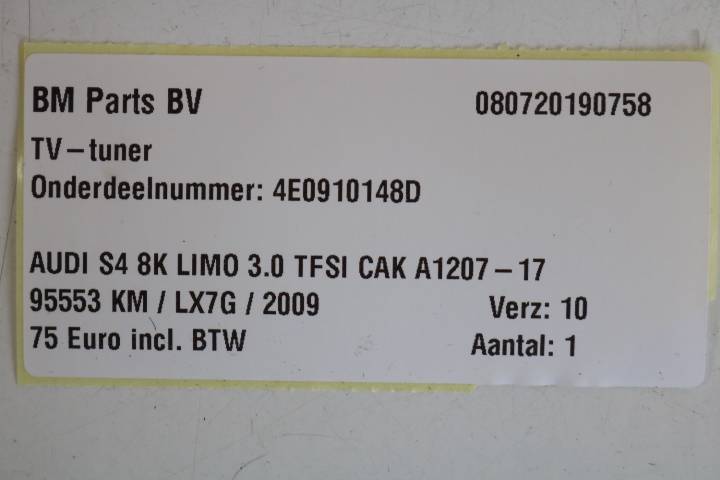 BM Parts BV 080720190758
TV-tuner
Onderdeelnummer: 4E0910148D
AUDI S4 8K LIMO 3.0 TFSI CAK A1207-17
95553 KM / LX7G / 2009 Verz: 10
75 Euro incl. BTW Aantal: 1